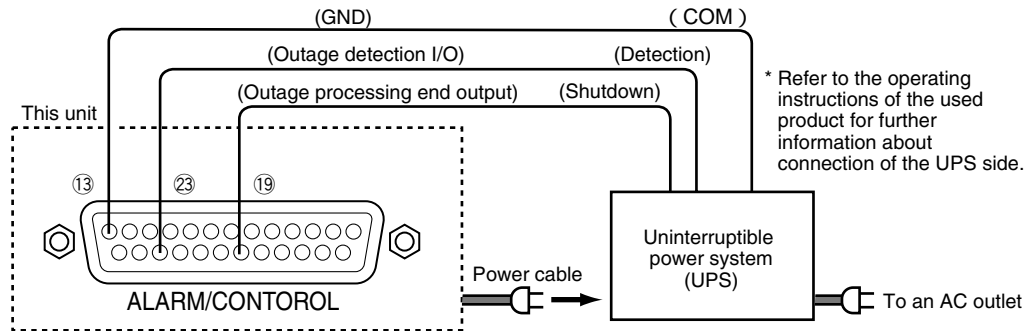 (GND)
( COM )
(Outage detection I/O)
(Detection)
(Outage processing end output)
(Shutdown)
* Refer to the operating
instructions of the used
product for further
information about
connection of the UPS side.
This unit
⑬
㉓
⑲
ALARM/CONTOROL
Power cable
Uninterruptible
power system
(UPS)
To an AC outlet